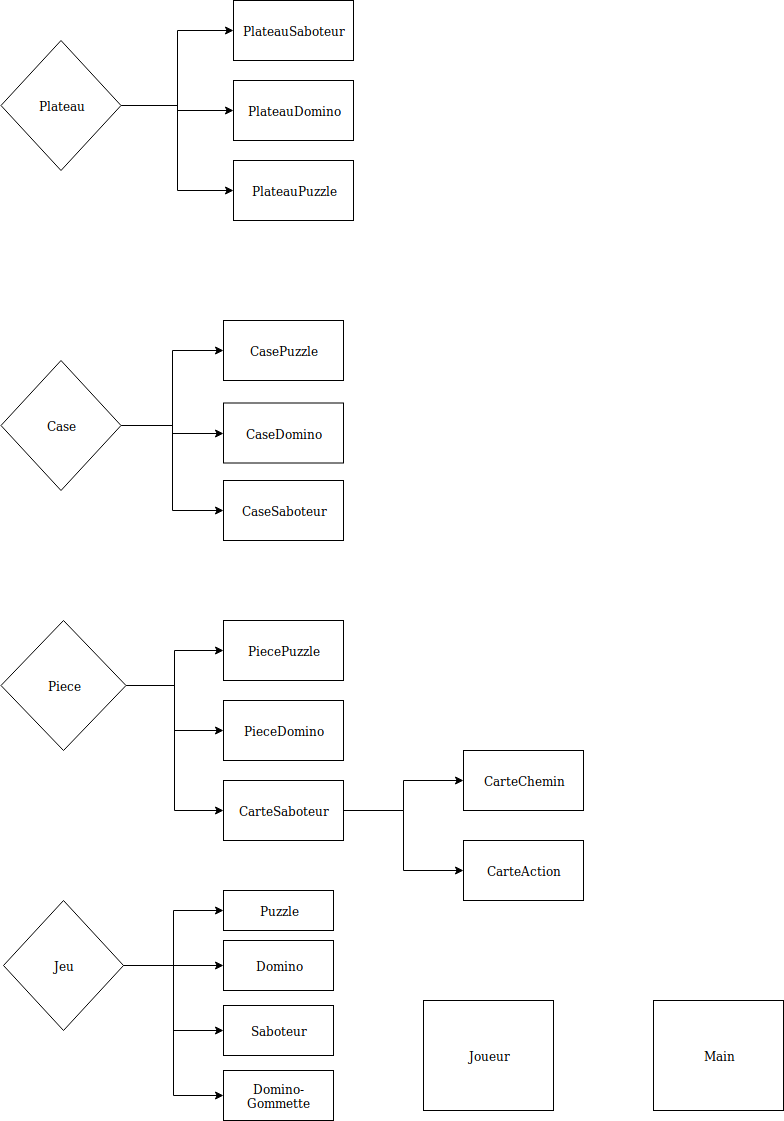 PlateauSaboteur
Plateau
PlateauDomino
PlateauPuzzle
CasePuzzle
Case
CaseDomino
CaseSaboteur
PiecePuzzle
Piece
PieceDomino
CarteSaboteur
CarteChemin
CarteAction
Puzzle
Jeu
Domino
Saboteur
Domino-
Gommette
Joueur
Main